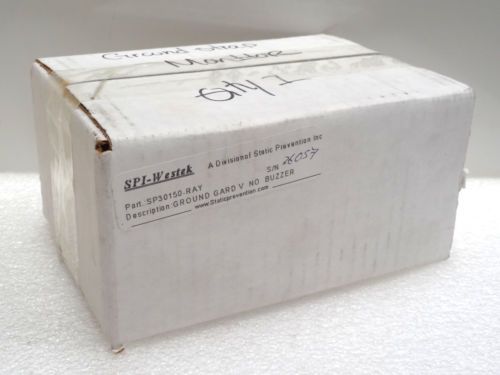 Ground Strap
Monitor
Qty 1
SPI-Westek A Division of Static Prevention Inc
S/N 26057
Part.:SP30150-RAY
Description.GROUND GARD V NO BUZZER
www.Staticprevention.com